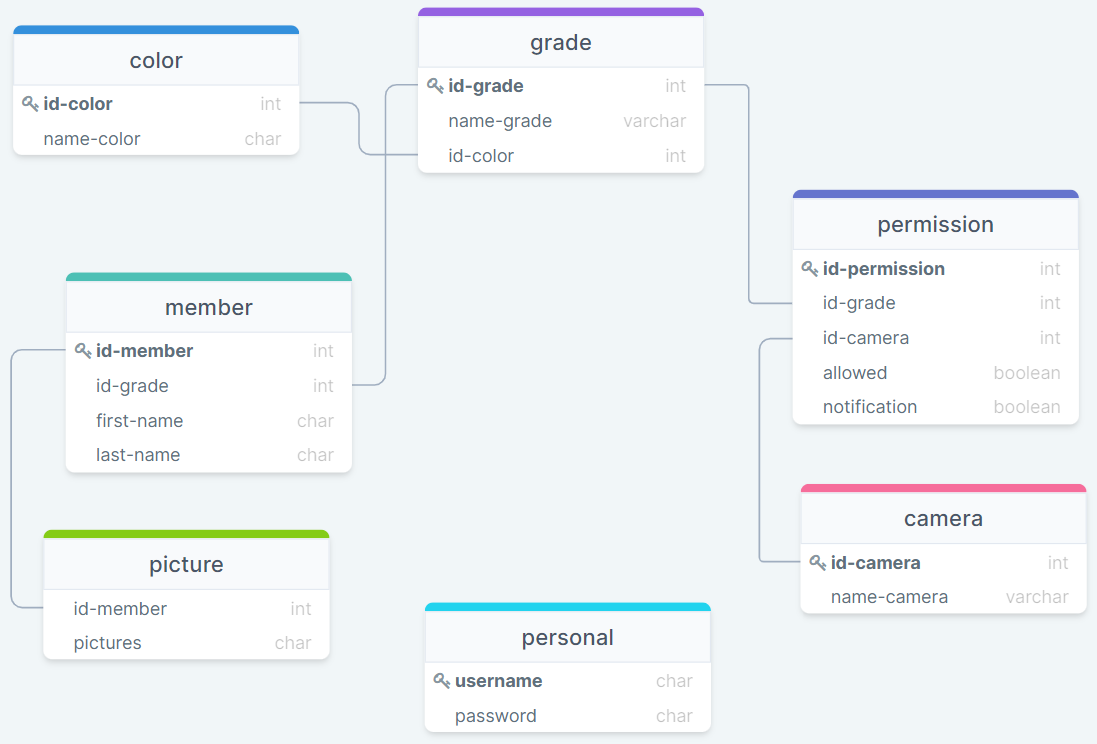 color
id-color int
name-color char
grade
id-grade int
name-grade varchar
id-color int
permission
id-permission int
id-grade int
id-camera int
allowed boolean
notification boolean
member
id-member int
id-grade int
first-name char
last-name char
camera
id-camera int
name-camera varchar
picture
id-member int
pictures char
personal
username char
password char